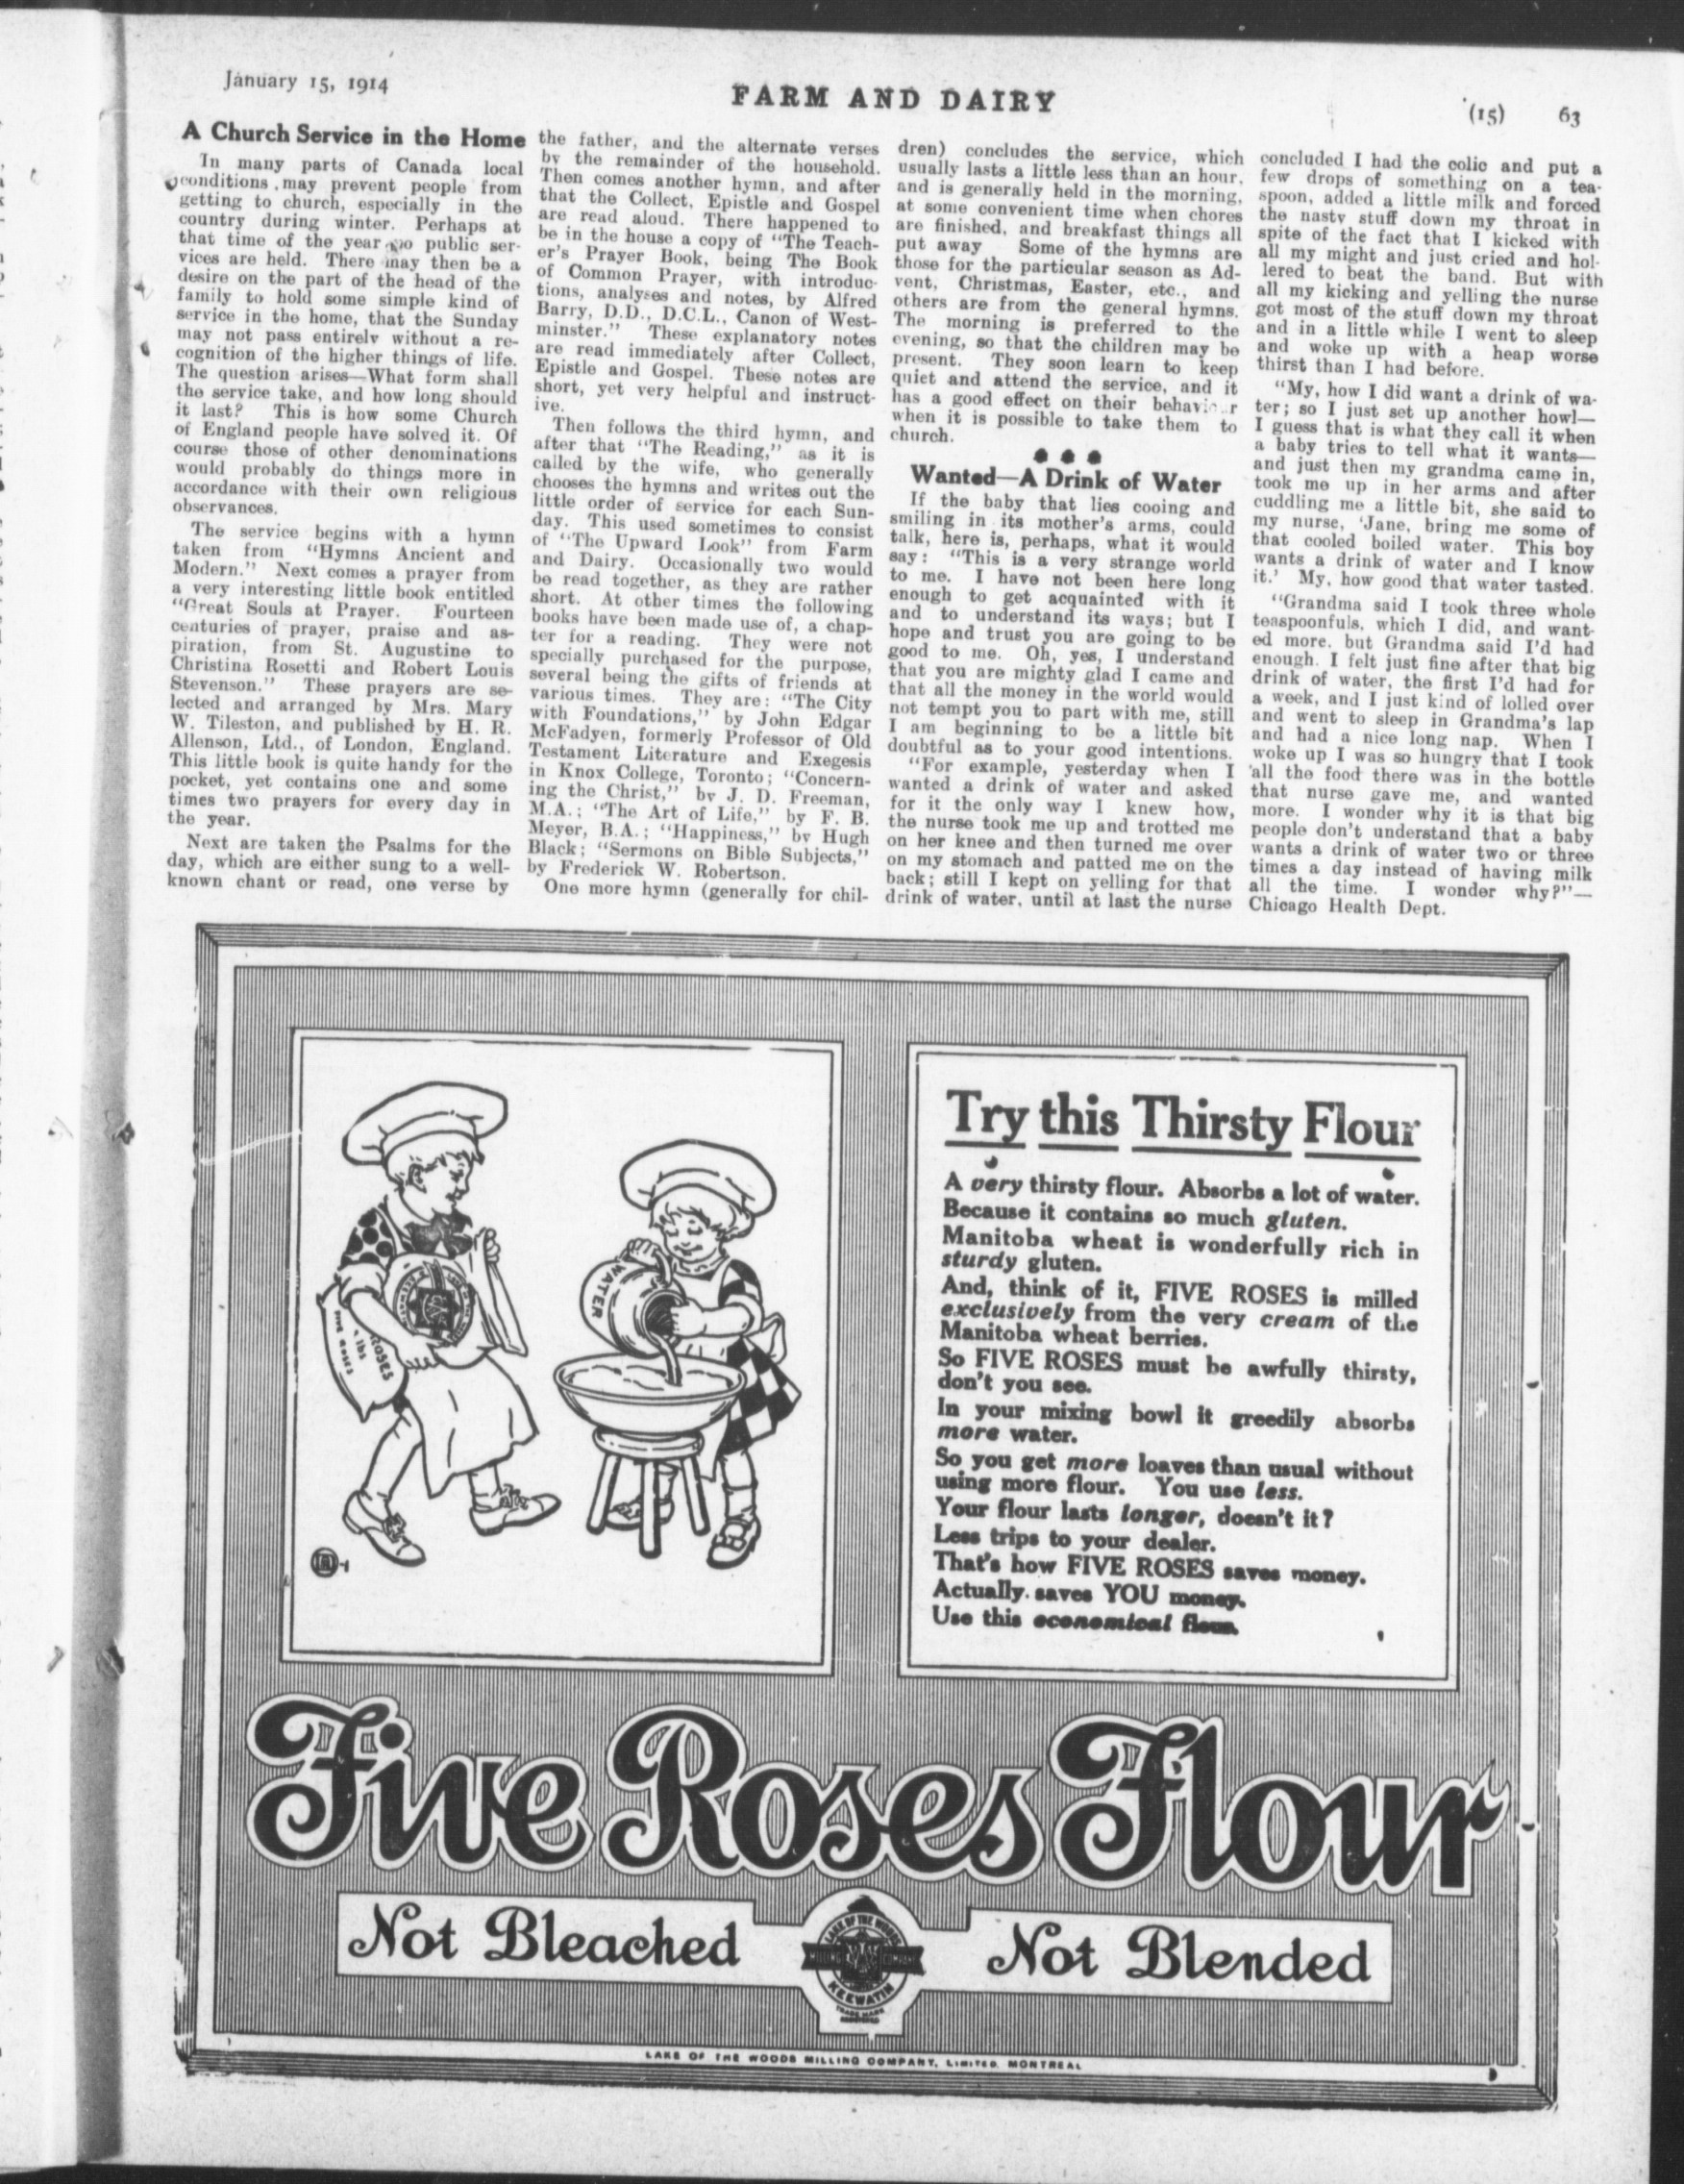 January 15, 1914
FARM AND DAIRY
(15) 63
A Church Service in the Home
In many parts of Canada local
conditions may prevent people from
getting to church, especially in the
country during winter. Perhaps at
that time of the year no public ser-
vices are held. There may then be a
desire on the part of the head of the
family to hold some simple kind of
service in the home, that the Sunday
may not pass entirely without a re-
cognition of the higher things of life.
The question arises—What form shall
the service take, and how long should
it last? This is how some Church
of England people have solved it. Of
course those of other denominations
would probably do things more in
accordance with their own religious
observances.
The service begins with a hymn
taken from "Hymns Ancient and
Modern." Next comes a prayer from
a very interesting little book entitled
"Great Souls at Prayer. Fourteen
centuries of prayer, praise and as-
piration, from St. Augustine to
Christina Rosetti and Robert Louis
Stevenson." These prayers are se-
lected and arranged by Mrs. Mary
W. Tileston, and published by H. R.
Allenson, Ltd., of London, England.
This little book is quite handy for the
pocket, yet contains one and some
times two prayers for every day in
the year.
Next are taken the Psalms for the
day, which are either sung to a well-
known chant or read, one verse by
the father, and the alternate verses
by the remainder of the household.
Then comes another hymn, and after
that the Collect, Epistle and Gospel
are read aloud. There happened to
be in the house a copy of "The Teach-
er's Prayer Book, being The Book
of Common Prayer, with introduc-
tions, analyses and notes, by Alfred
Barry, D.D., D.C.L., Canon of West-
minster." These explanatory notes
are read immediately after Collect,
Epistle and Gospel. These notes are
short, yet very helpful and instruct-
ive.
Then follows the third hymn, and
after that "The Reading," as it is
called by the wife, who generally
chooses the hymns and writes out the
little order of service for each Sun-
day. This used sometimes to consist
of "The Upward Look" from Farm
and Dairy. Occasionally two would
be read together, as they are rather
short. At other times the following
books have been made use of, a chap-
ter for a reading. They were not
specially purchased for the purpose,
several being the gifts of friends at
various times. They are: "The City
with Foundations," by John Edgar
McFadyen, formerly Professor of Old
Testament Literature and Exegesis
in Knox College, Toronto; "Concern-
ing the Christ," by J. D. Freeman,
M.A.; "The Art of Life," by F. B.
Meyer, B.A.; "Happiness," by Hugh
Black; "Sermons on Bible Subjects,"
by Frederick W. Robertson.
One more hymn (generally for chil-
dren) concludes the service, which
usually lasts a little less than an hour,
and is generally held in the morning,
at some convenient time when chores
are finished, and breakfast things all
put away Some of the hymns are
those for the particular season as Ad-
vent, Christmas, Easter, etc., and
others are from the general hymns.
The morning is preferred to the
evening, so that the children may be
present. They soon learn to keep
quiet and attend the service, and it
has a good effect on their behaviour
when it is possible to take them to
church.
Wanted—A Drink of Water
If the baby that lies cooing and
smiling in its mother's arms, could
talk, here is, perhaps, what it would
say: "This is a very strange world
to me. I have not been here long
enough to get acquainted with it
and to understand its ways; but I
hope and trust you are going to be
good to me. Oh, yes, I understand
that you are mighty glad I came and
that all the money in the world would
not tempt you to part with me, still
I am beginning to be a little bit
doubtful as to your good intentions.
"For example, yesterday when I
wanted a drink of water and asked
for it the only way I knew how,
the nurse took me up and trotted me
on her knee and then turned me over
on my stomach and patted me on the
back; still I kept on yelling for that
drink of water, until at last the nurse
concluded I had the colic and put a
few drops of something on a tea-
spoon, added a little milk and forced
the nasty stuff down my throat in
spite of the fact that I kicked with
all my might and just cried and hol-
lered to beat the band. But with
all my kicking and yelling the nurse
got most of the stuff down my throat
and in a little while I went to sleep
and woke up with a heap worse
thirst than I had before.
"My, how I did want a drink of wa-
ter; so I just set up another howl—
I guess that is what they call it when
a baby tries to tell what it wants—
and just then my grandma came in,
took me up in her arms and after
cuddling me a little bit, she said to
my nurse, 'Jane, bring me some of
that cooled boiled water. This boy
wants a drink of water and I know
it.' My, how good that water tasted.
"Grandma said I took three whole
teaspoonfuls, which I did, and want-
ed more, but Grandma said I'd had
enough. I felt just fine after that big
drink of water, the first I'd had for
a week, and I just kind of lolled over
and went to sleep in Grandma's lap
and had a nice long nap. When I
woke up I was so hungry that I took
all the food there was in the bottle
that nurse gave me, and wanted
more. I wonder why it is that big
people don't understand that a baby
wants a drink of water two or three
times a day instead of having milk
all the time. I wonder why?"—
Chicago Health Dept.
WATER
ROSES
lbs
FIVE ROSES
Try this Thirsty Flour
A very thirsty flour. Absorbs a lot of water.
Because it contains so much gluten.
Manitoba wheat is wonderfully rich in
sturdy gluten.
And, think of it, FIVE ROSES is milled
exclusively from the very cream of the
Manitoba wheat berries.
So FIVE ROSES must be awfully thirsty,
don't you see.
In your mixing bowl it greedily absorbs
more water.
So you get more loaves than usual without
using more flour. You use less.
Your flour lasts longer, doesn't it?
Less trips to your dealer.
That's how FIVE ROSES saves money.
Actually saves YOU money.
Use this economical flour.
Five Roses Flour
Not Bleached
LAKE OF THE WOODS
MILLING COMPANY
KEEWATIN
TRADE MARK
REGISTERED
Not Blended
LAKE OF THE WOODS MILLING COMPANY, LIMITED, MONTREAL